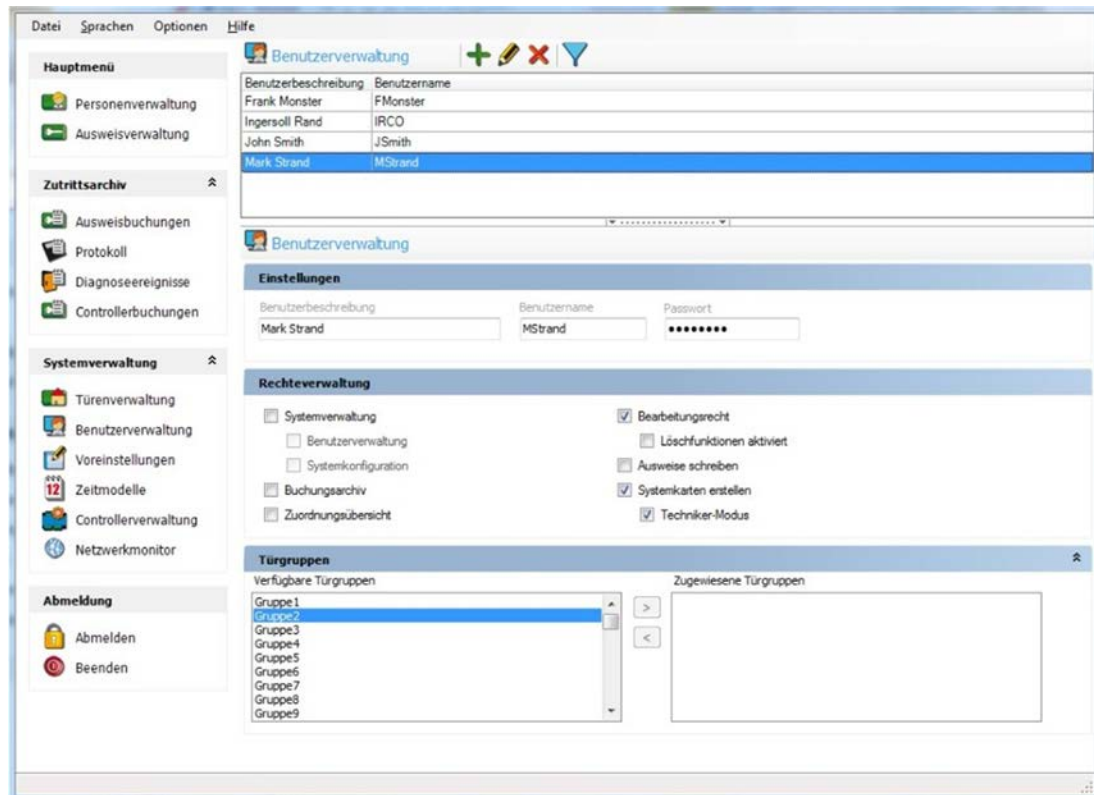 Datei Sprachen Optionen Hilfe
Hauptmenü
Personenverwaltung
Ausweisverwaltung
Zutrittsarchiv
Ausweisbuchungen
Protokoll
Diagnoseereignisse
Controllerbuchungen
Systemverwaltung
Türenverwaltung
Benutzerverwaltung
Voreinstellungen
12 Zeitmodelle
Controllerverwaltung
Netzwerkmonitor
Abmeldung
Abmelden
Beenden
Benutzerverwaltung
Benutzerbeschreibung Benutzername
Frank Monster FMonster
Ingersoll Rand IRCO
John Smith JSmith
Mark Strand MStrand
Benutzerverwaltung
Einstellungen
Benutzerbeschreibung Benutzername Passwort
Mark Strand MStrand ●●●●●●●●
Rechteverwaltung
Systemverwaltung
Benutzerverwaltung
Systemkonfiguration
Buchungsarchiv
Zuordnungsübersicht
Bearbeitungsrecht
Löschfunktionen aktiviert
Ausweise schreiben
Systemkarten erstellen
Techniker-Modus
Türgruppen
Verfügbare Türgruppen
Gruppe1
Gruppe2
Gruppe3
Gruppe4
Gruppe5
Gruppe6
Gruppe7
Gruppe8
Gruppe9
>
<
Zugewiesene Türgruppen